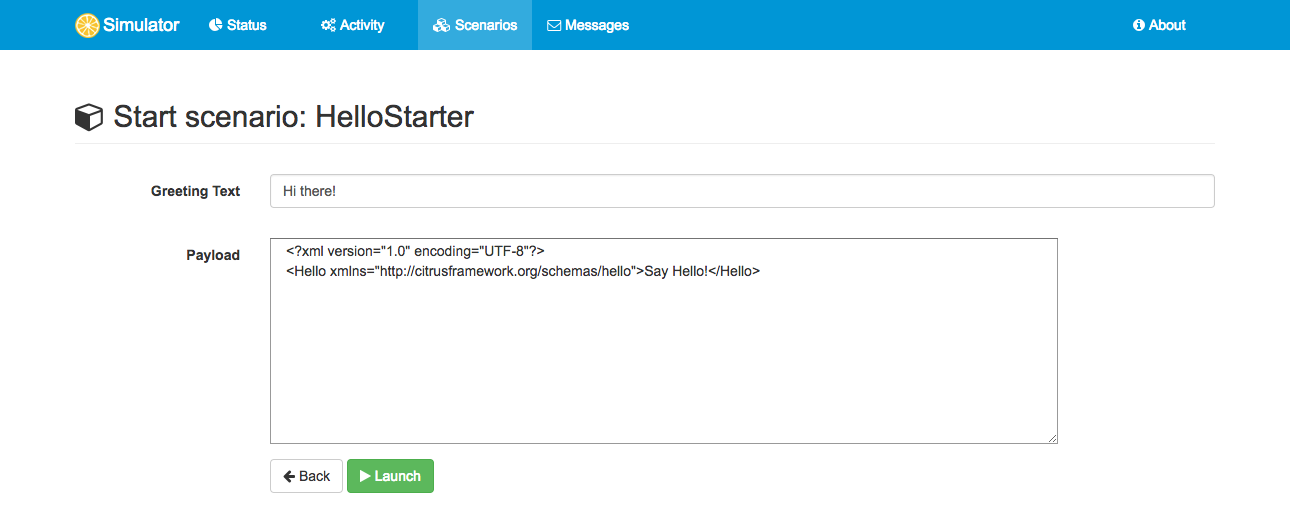 Simulator Status Activity Scenarios Messages About
Start scenario: HelloStarter
Greeting Text Hi there!
Payload <?xml version="1.0" encoding="UTF-8"?>
<Hello xmlns="http://citrusframework.org/schemas/hello">Say Hello!</Hello>
Back Launch